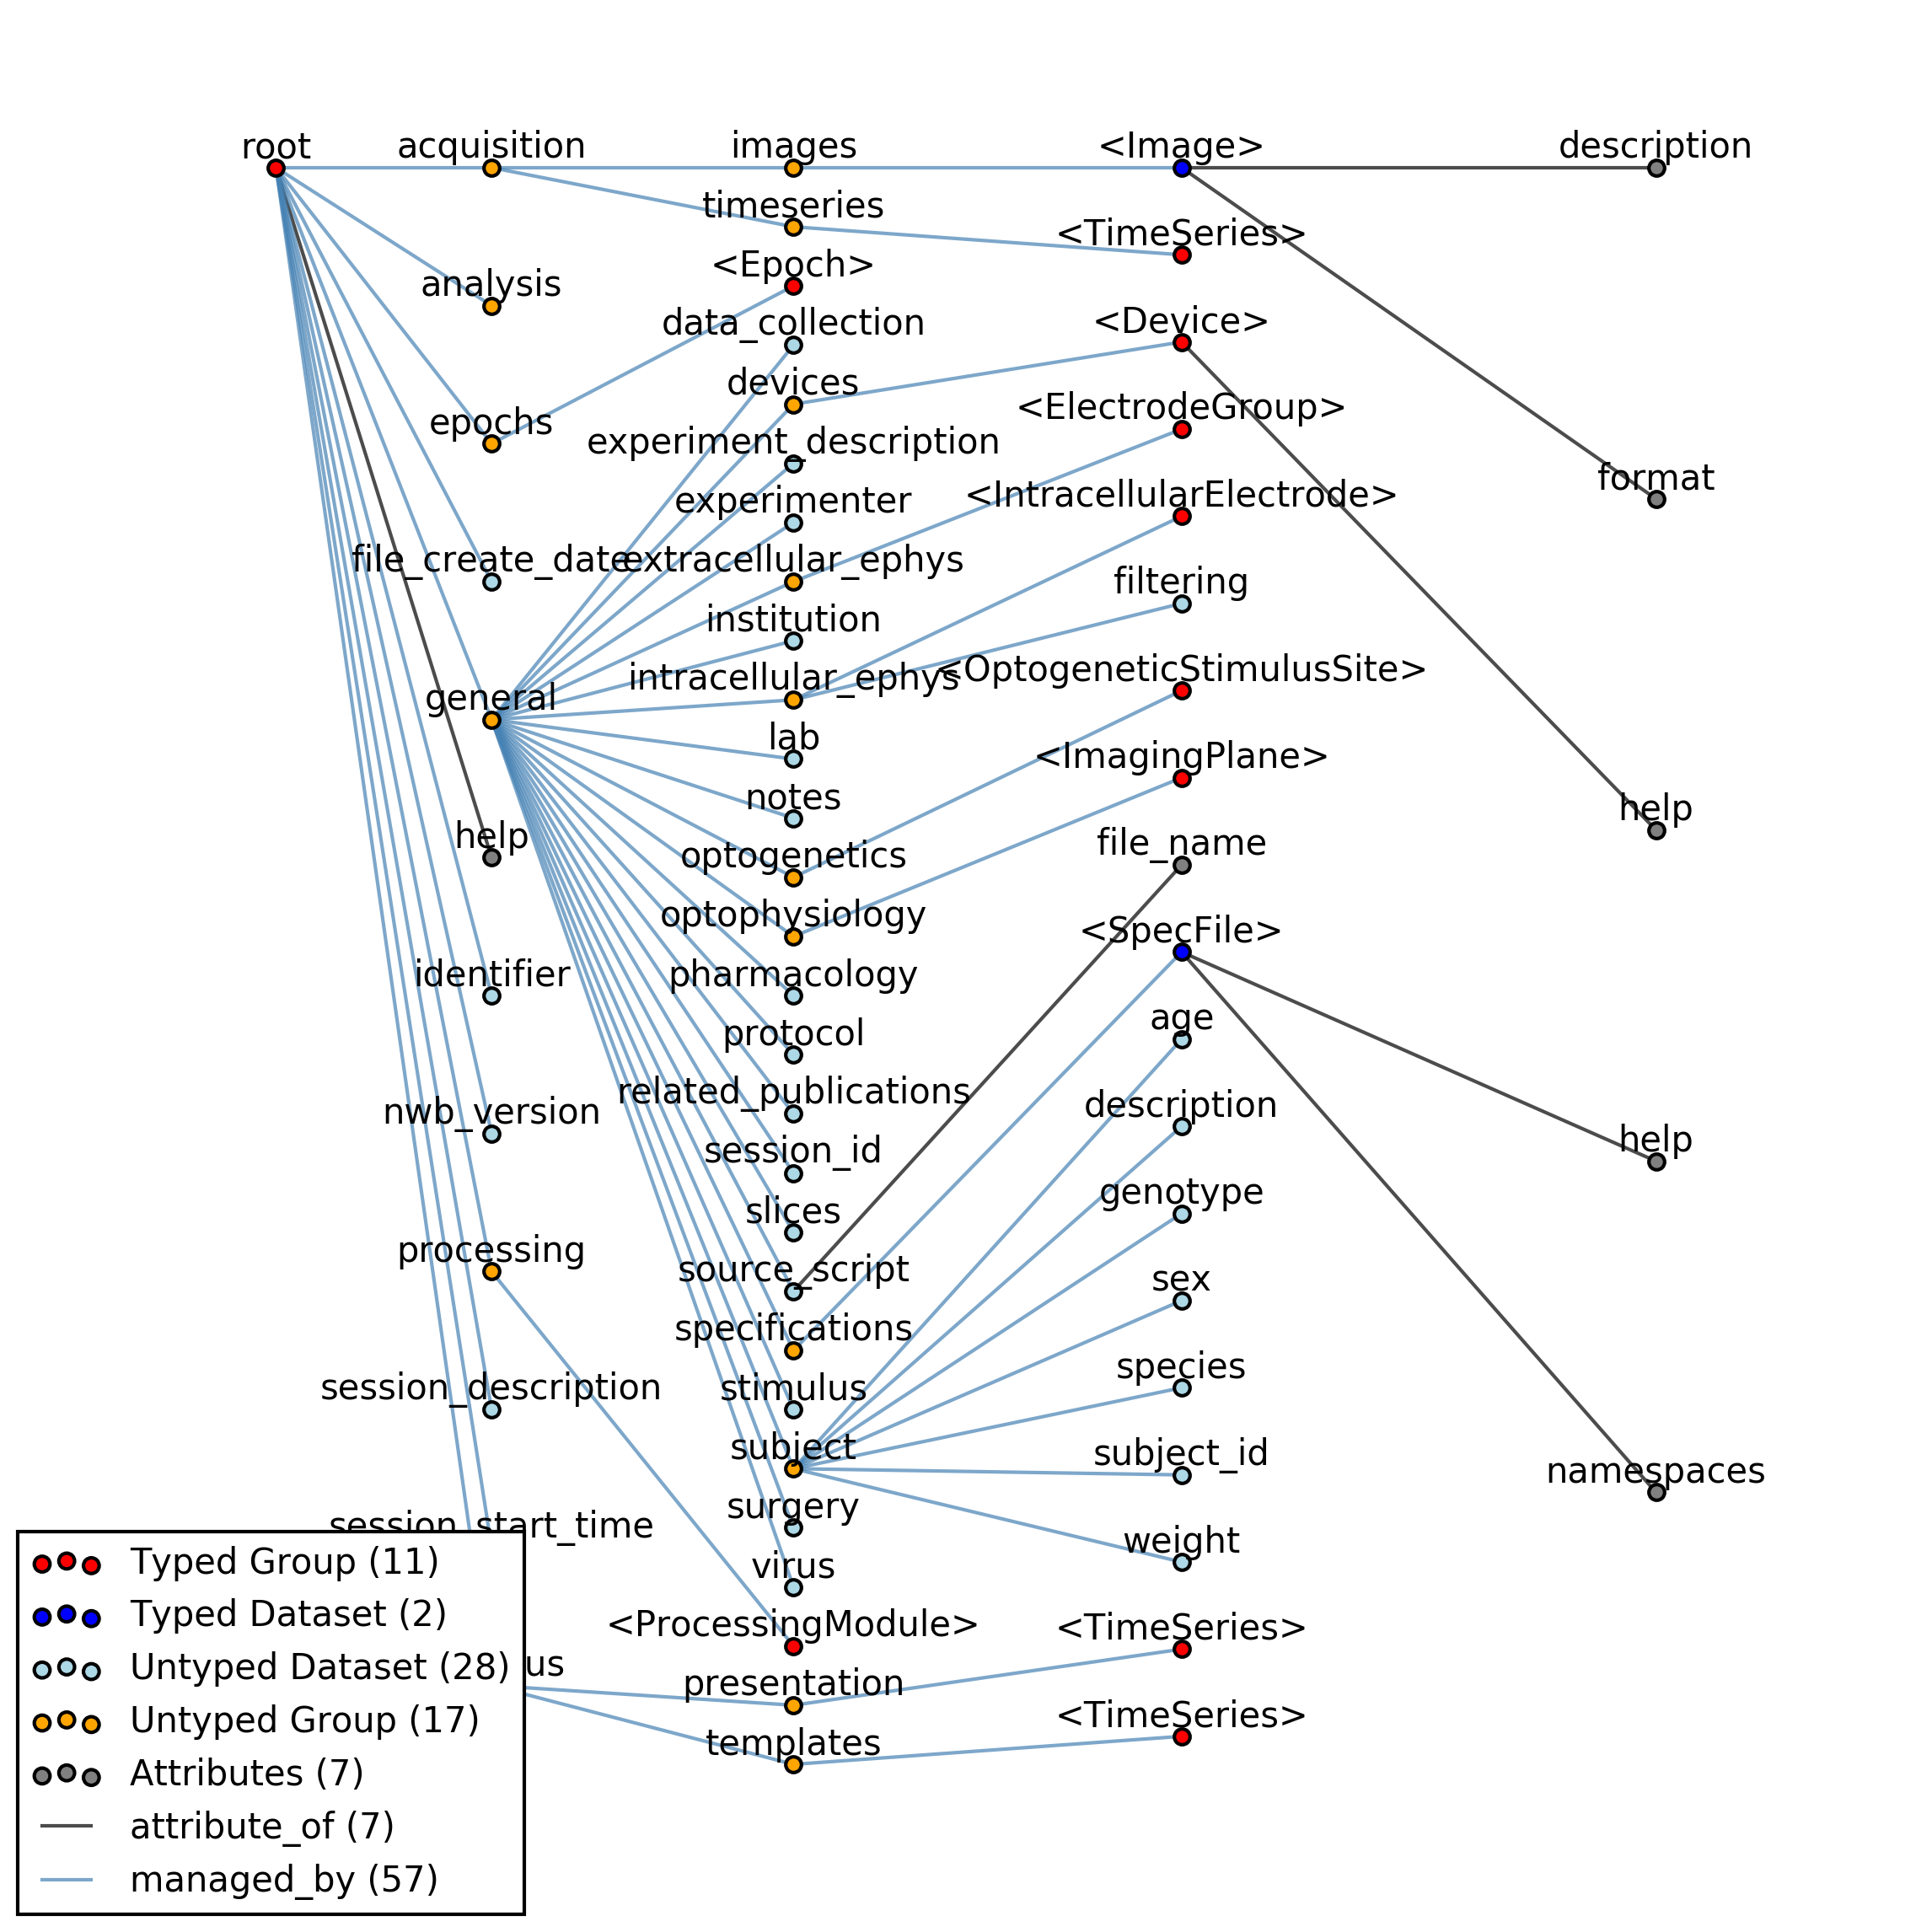 root
acquisition
images
<Image>
description
timeseries
<TimeSeries>
<Epoch>
analysis
data_collection
<Device>
devices
<ElectrodeGroup>
epochs
experiment_description
format
experimenter
<IntracellularElectrode>
file_create_date
extracellular_ephys
filtering
institution
general
intracellular_ephys
<OptogeneticStimulusSite>
lab
<ImagingPlane>
notes
help
help
optogenetics
file_name
optophysiology
<SpecFile>
identifier
pharmacology
age
protocol
nwb_version
related_publications
description
help
session_id
genotype
slices
processing
source_script
sex
specifications
species
session_description
stimulus
subject
subject_id
namespaces
surgery
session_start_time
weight
virus
<ProcessingModule>
<TimeSeries>
us
presentation
<TimeSeries>
templates
Typed Group (11)
Typed Dataset (2)
Untyped Dataset (28)
Untyped Group (17)
Attributes (7)
attribute_of (7)
managed_by (57)